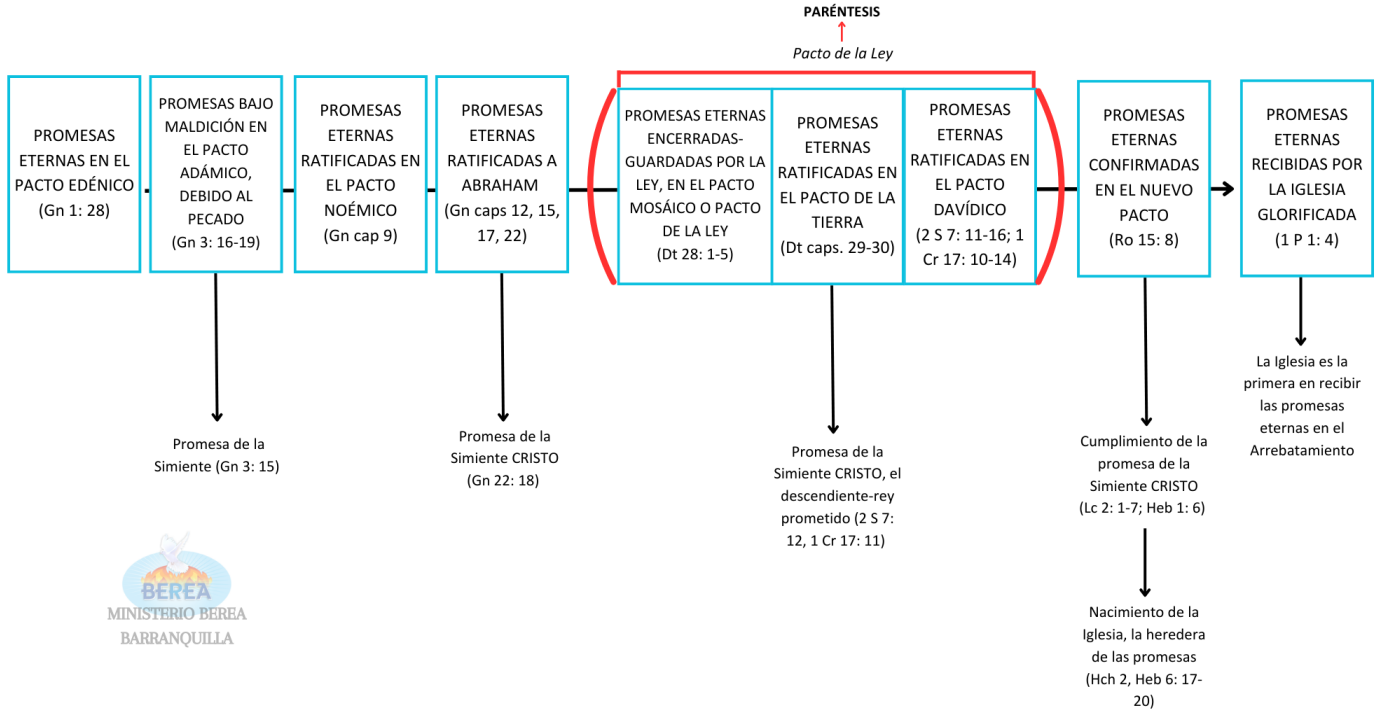 PARÉNTESIS
Pacto de la Ley
PROMESAS
ETERNAS EN EL
PACTO EDÉNICO
(Gn 1: 28)
PROMESAS BAJO
MALDICIÓN EN
EL PACTO
ADÁMICO,
DEBIDO AL
PECADO
(Gn 3: 16-19)
PROMESAS
ETERNAS
RATIFICADAS EN
EL PACTO
NOÉMICO
(Gn cap 9)
PROMESAS
ETERNAS
RATIFICADAS A
ABRAHAM
(Gn caps 12, 15,
17, 22)
PROMESAS ETERNAS
ENCERRADAS-
GUARDADAS POR LA
LEY, EN EL PACTO
MOSÁICO O PACTO
DE LA LEY
(Dt 28: 1-5)
PROMESAS
ETERNAS
RATIFICADAS EN
EL PACTO DE LA
TIERRA
(Dt caps. 29-30)
PROMESAS
ETERNAS
RATIFICADAS EN
EL PACTO
DAVÍDICO
(2 S 7: 11-16; 1
Cr 17: 10-14)
PROMESAS
ETERNAS
CONFIRMADAS
EN EL NUEVO
PACTO
(Ro 15: 8)
PROMESAS
ETERNAS
RECIBIDAS POR
LA IGLESIA
GLORIFICADA
(1 P 1: 4)
Promesa de la
Simiente (Gn 3: 15)
Promesa de la
Simiente CRISTO
(Gn 22: 18)
Promesa de la
Simiente CRISTO, el
descendiente-rey
prometido (2 S 7:
12, 1 Cr 17: 11)
Cumplimiento de la
promesa de la
Simiente CRISTO
(Lc 2: 1-7; Heb 1: 6)
Nacimiento de la
Iglesia, la heredera
de las promesas
(Hch 2, Heb 6: 17-
20)
La Iglesia es la
primera en recibir
las promesas
eternas en el
Arrebatamiento
BEREA
MINISTERIO BEREA
BARRANQUILLA